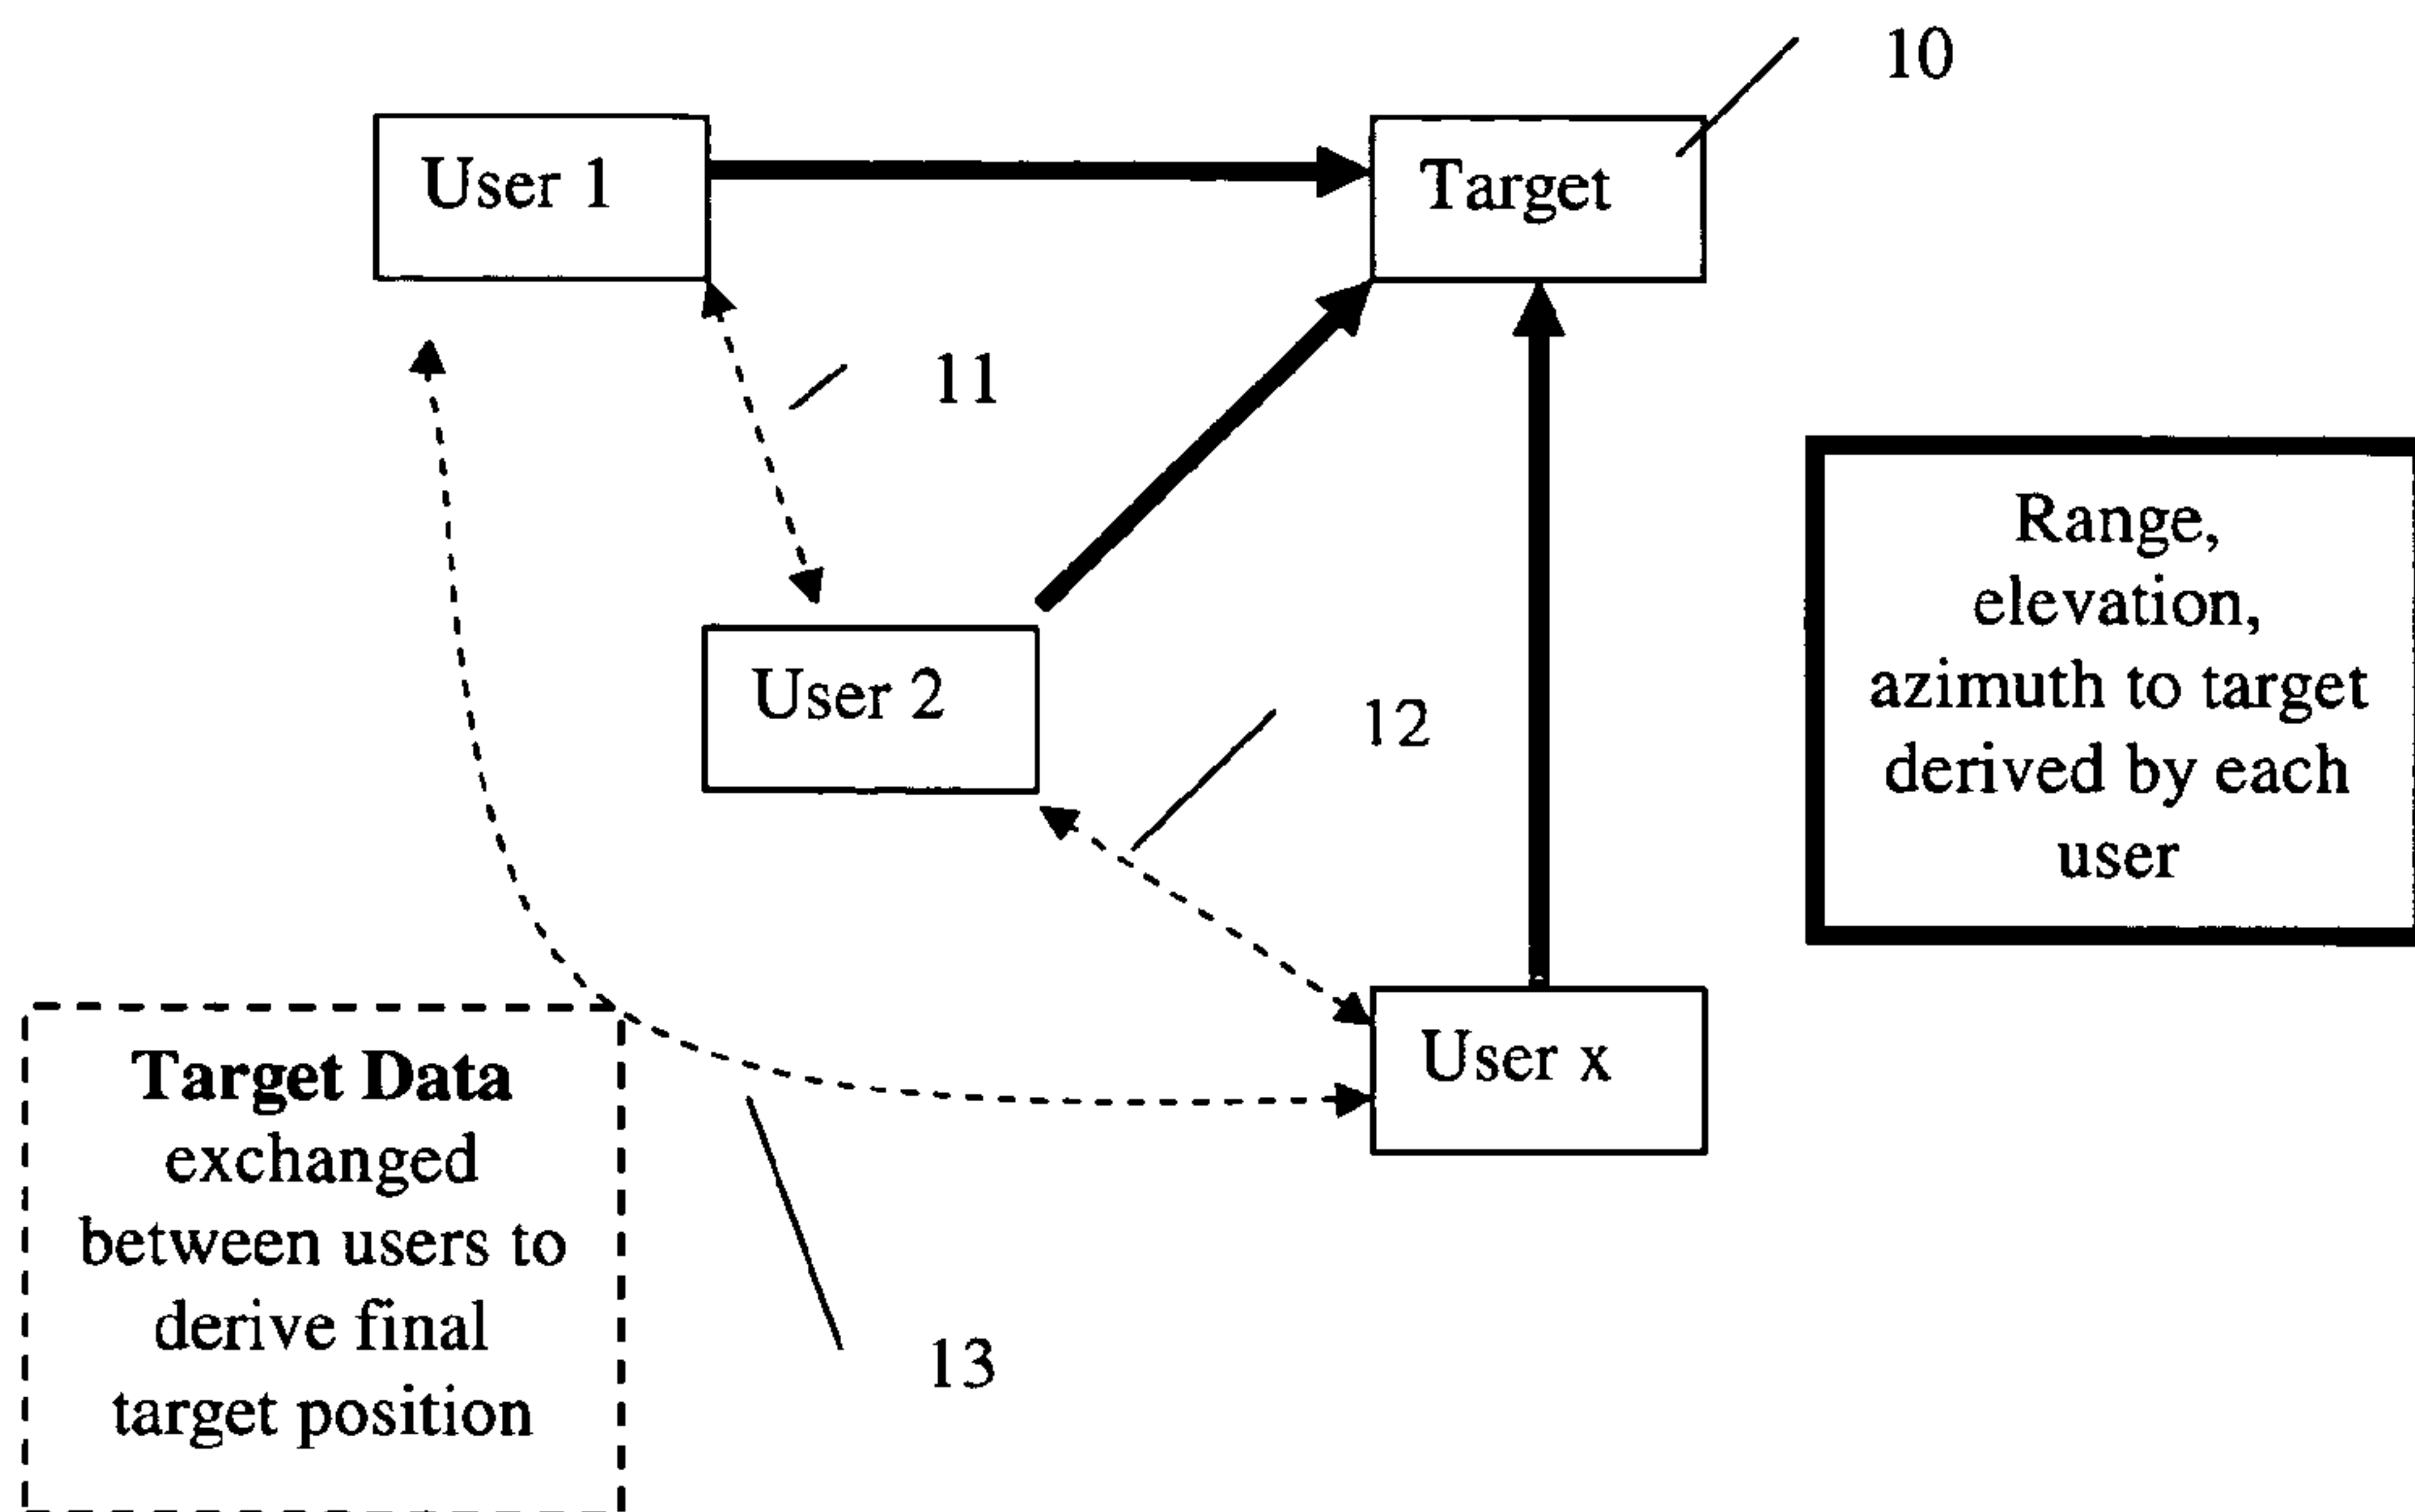 10
User 1
Target
11
Range,
elevation,
azimuth to target
derived by each
user
User 2
12
Target Data
exchanged
between users to
derive final
target position
User x
13